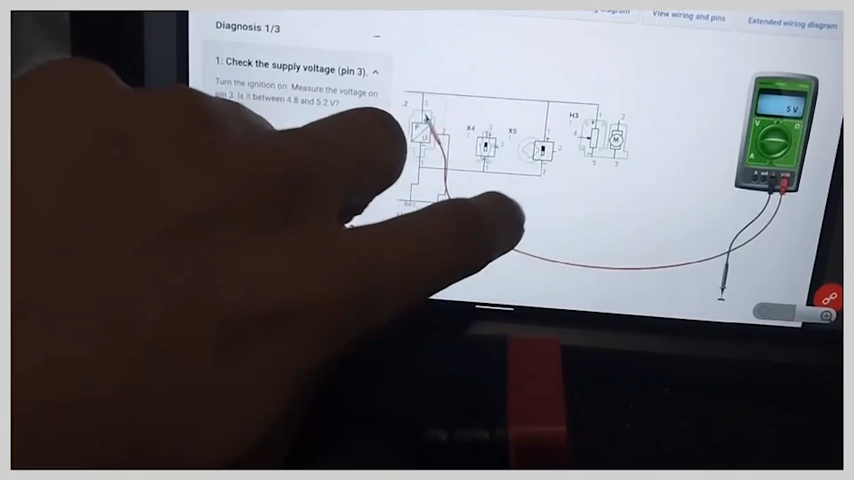 Diagnosis 1/3
View wiring and pins
Extended wiring diagram
1: Check the supply voltage (pin 3).
Turn the ignition on. Measure the voltage on
pin 3. Is it between 4.8 and 5.2 V?
5 V
V
A
X4
X5
H3
M